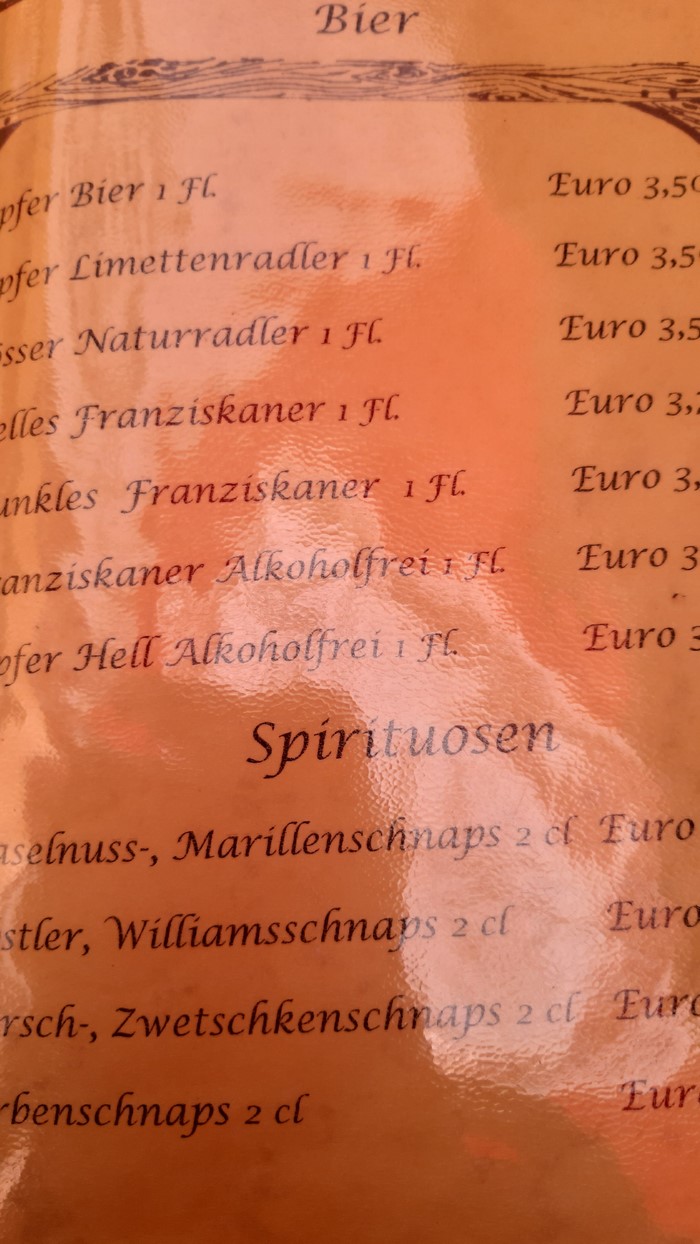 Bier
pfer Bier 1 Fl. Euro 3,50
pfer Limettenradler 1 Fl. Euro 3,5
sser Naturradler 1 Fl. Euro 3,5
elles Franziskaner 1 Fl. Euro 3,
unkles Franziskaner 1 Fl. Euro 3,
anziskaner Alkoholfrei 1 Fl. Euro 3
pfer Hell Alkoholfrei 1 Fl. Euro 3
Spirituosen
aselnuss-, Marillenschnaps 2 cl Euro
stler, Williamsschnaps 2 cl Euro
rsch-, Zwetschkenschnaps 2 cl Euro
rbenschnaps 2 cl Euro